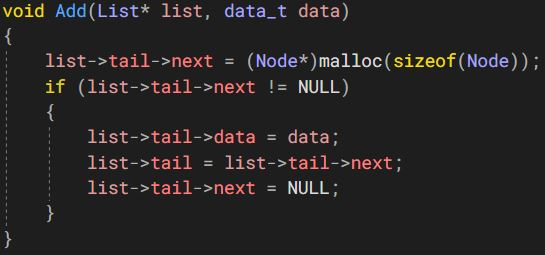 void Add(List* list, data_t data)
{
    list->tail->next = (Node*)malloc(sizeof(Node));
    if (list->tail->next != NULL)
    {
        list->tail->data = data;
        list->tail = list->tail->next;
        list->tail->next = NULL;
    }
}